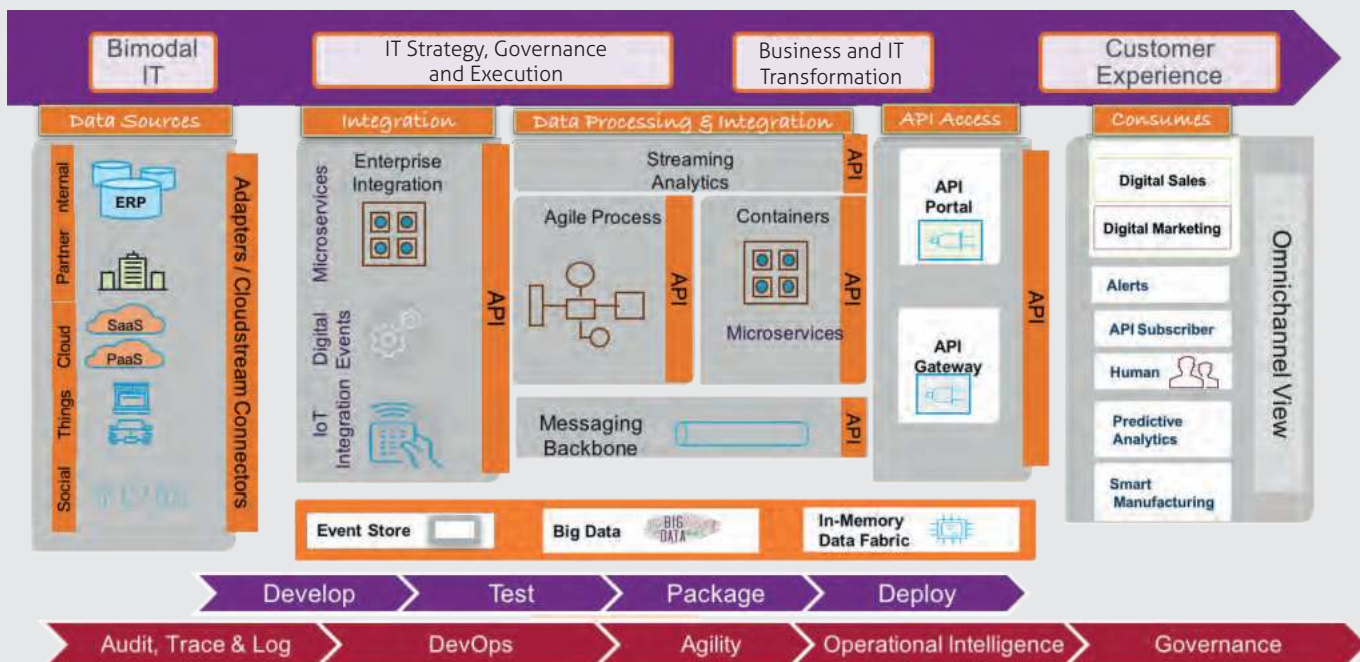 Bimodal
IT
IT Strategy, Governance
and Execution
Business and IT
Transformation
Customer
Experience
Data Sources
Integration
Data Processing & Integration
API Access
Consumes
nternal
Partner
Cloud
Things
Social
ERP
SaaS
PaaS
Adapters / Cloudstream Connectors
Microservices
Digital
Events
IoT
Integration
Enterprise
Integration
API
Streaming
Analytics
API
Agile Process
API
Containers
Microservices
API
Messaging
Backbone
API
API
Portal
API
Gateway
API
Digital Sales
Digital Marketing
Alerts
API Subscriber
Human
Predictive
Analytics
Smart
Manufacturing
Omnichannel View
Event Store
Big Data
BIG
DATA
In-Memory
Data Fabric
Develop
Test
Package
Deploy
Audit, Trace & Log
DevOps
Agility
Operational Intelligence
Governance